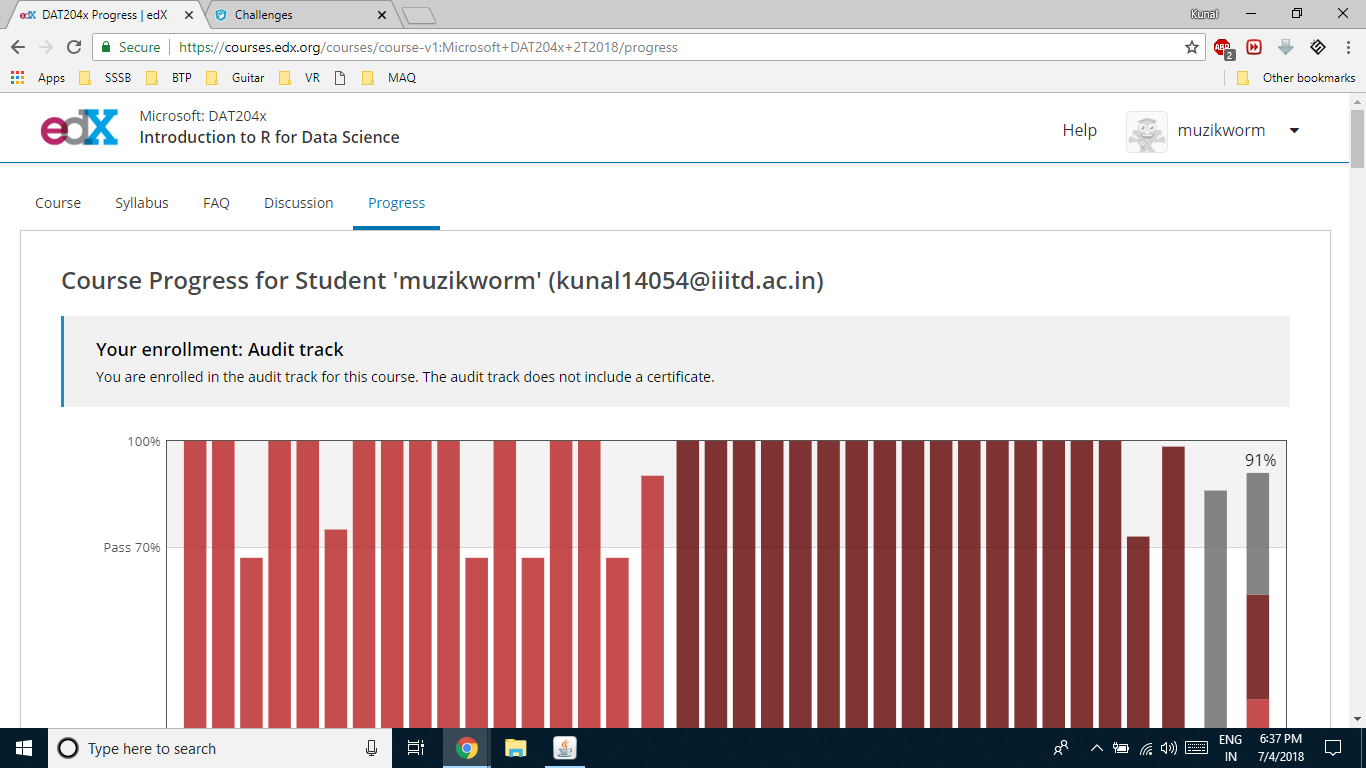 edX DAT204x Progress | edX
Challenges
Kunal
Secure
https://courses.edx.org/courses/course-v1:Microsoft+DAT204x+2T2018/progress
ABP
2
Apps
SSSB
BTP
Guitar
VR
MAQ
Other bookmarks
edX
Microsoft: DAT204x
Introduction to R for Data Science
Help
muzikworm
Course
Syllabus
FAQ
Discussion
Progress
Course Progress for Student 'muzikworm' (kunal14054@iiitd.ac.in)
Your enrollment: Audit track
You are enrolled in the audit track for this course. The audit track does not include a certificate.
100%
91%
Pass 70%
Type here to search
ENG
IN
6:37 PM
7/4/2018